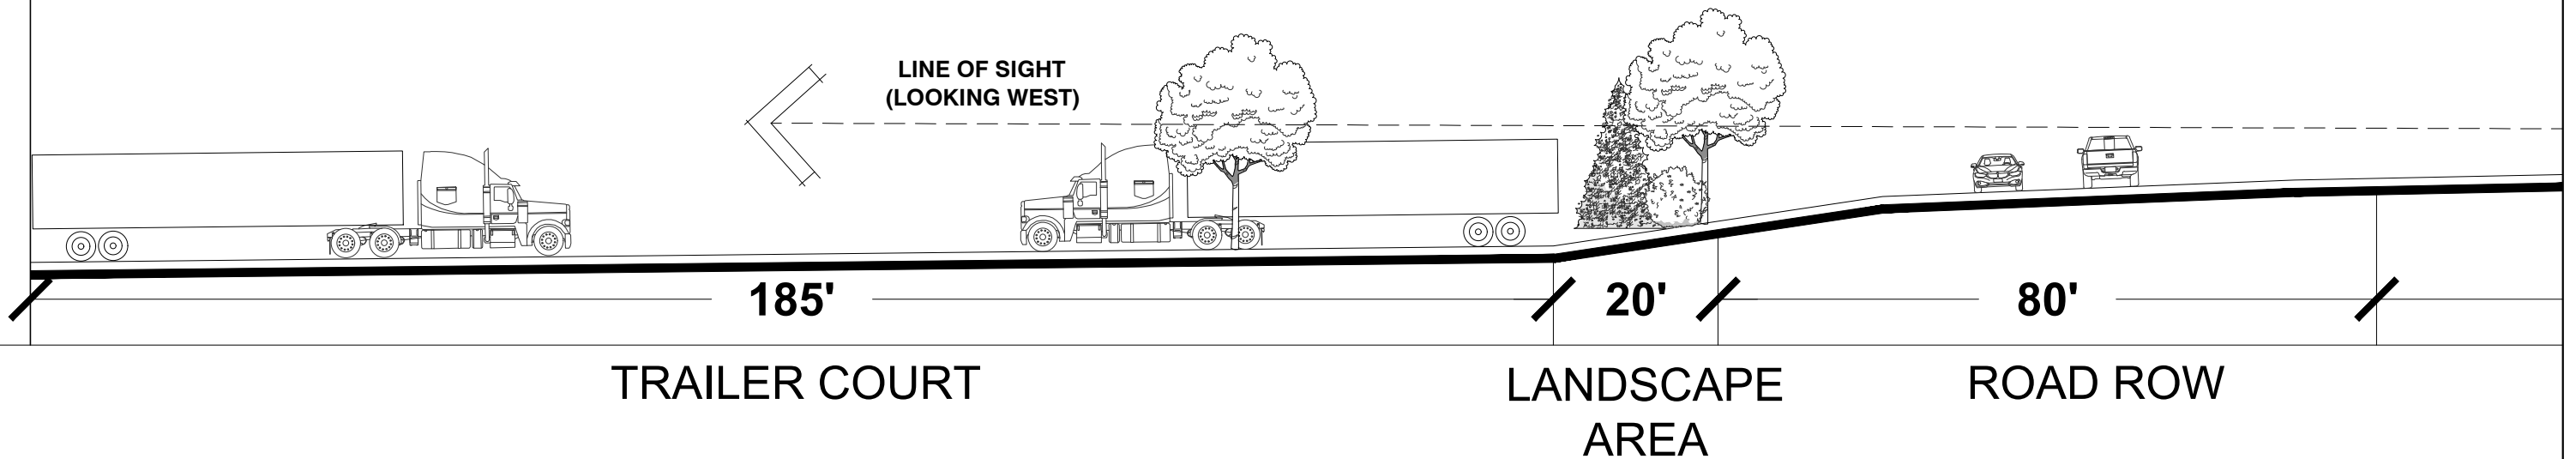 LINE OF SIGHT
(LOOKING WEST)
185'
20'
80'
TRAILER COURT
LANDSCAPE
AREA
ROAD ROW